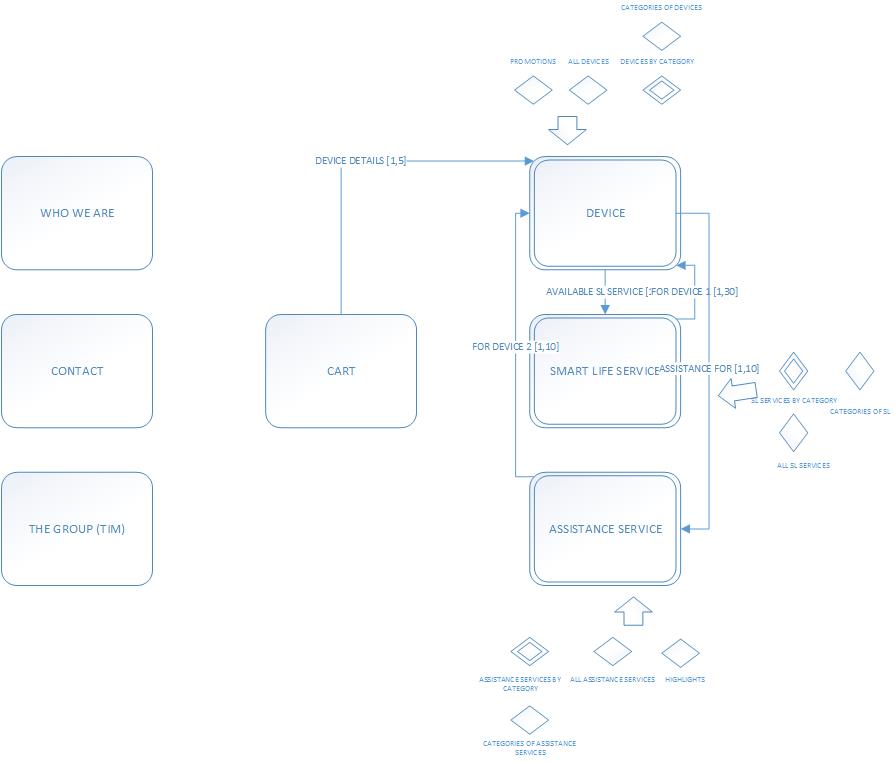 CATEGORIES OF DEVICES
PROMOTIONS
ALL DEVICES
DEVICES BY CATEGORY
DEVICE DETAILS [1,5]
WHO WE ARE
DEVICE
AVAILABLE SL SERVICE [
FOR DEVICE 1 [1,30]
FOR DEVICE 2 [1,10]
CONTACT
CART
SMART LIFE SERVICE
ASSISTANCE FOR [1,10]
SL SERVICES BY CATEGORY
CATEGORIES OF SL
ALL SL SERVICES
THE GROUP (TIM)
ASSISTANCE SERVICE
ASSISTANCE SERVICES BY
CATEGORY
ALL ASSISTANCE SERVICES
HIGHLIGHTS
CATEGORIES OF ASSISTANCE
SERVICES